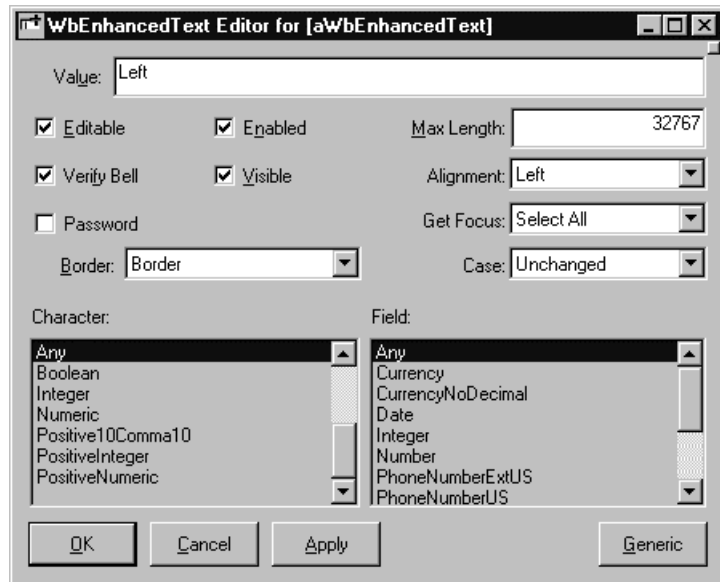 WbEnhancedText Editor for [aWbEnhancedText]
Value: Left
Editable Enabled Max Length: 32767
Verify Bell Visible Alignment: Left
Password Get Focus: Select All
Border: Border Case: Unchanged
Character: Field:
Any Any
Boolean Currency
Integer CurrencyNoDecimal
Numeric Date
Positive10Comma10 Integer
PositiveInteger Number
PositiveNumeric PhoneNumberExtUS
PhoneNumberUS
OK Cancel Apply Generic